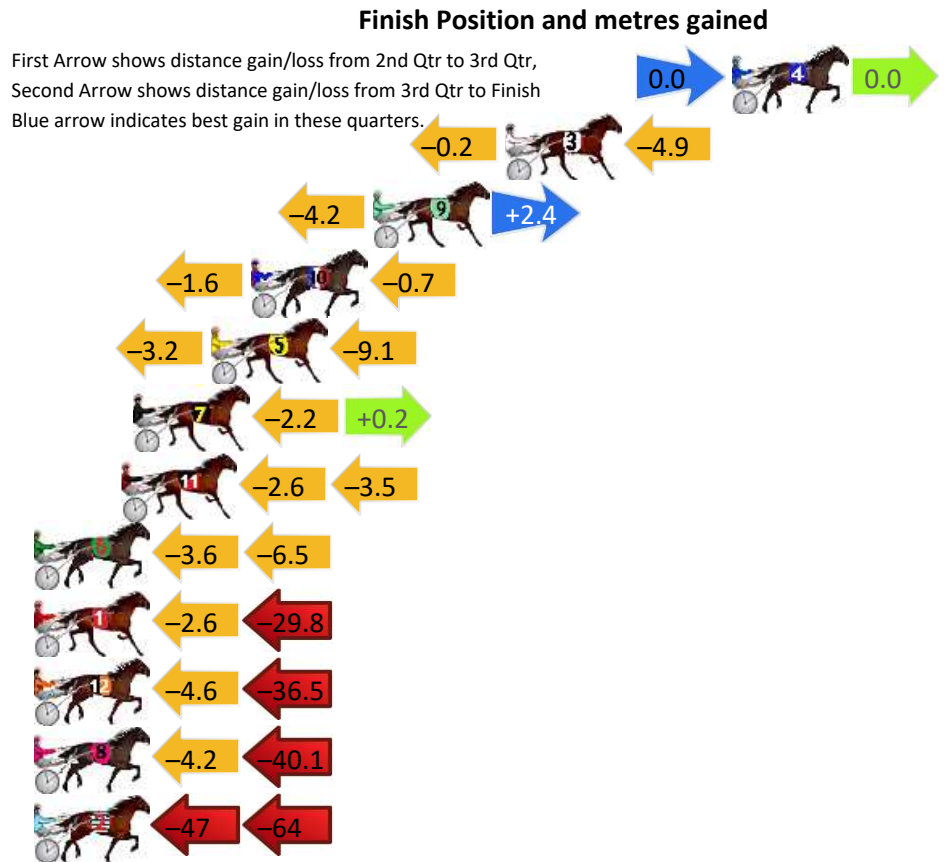 Finish Position and metres gained
First Arrow shows distance gain/loss from 2nd Qtr to 3rd Qtr,
Second Arrow shows distance gain/loss from 3rd Qtr to Finish
Blue arrow indicates best gain in these quarters.
0.0 4 0.0
–0.2 3 –4.9
–4.2 9 +2.4
–1.6 10 –0.7
–3.2 5 –9.1
7 –2.2 +0.2
11 –2.6 –3.5
6 –3.6 –6.5
1 –2.6 –29.8
12 –4.6 –36.5
8 –4.2 –40.1
2 –47 –64